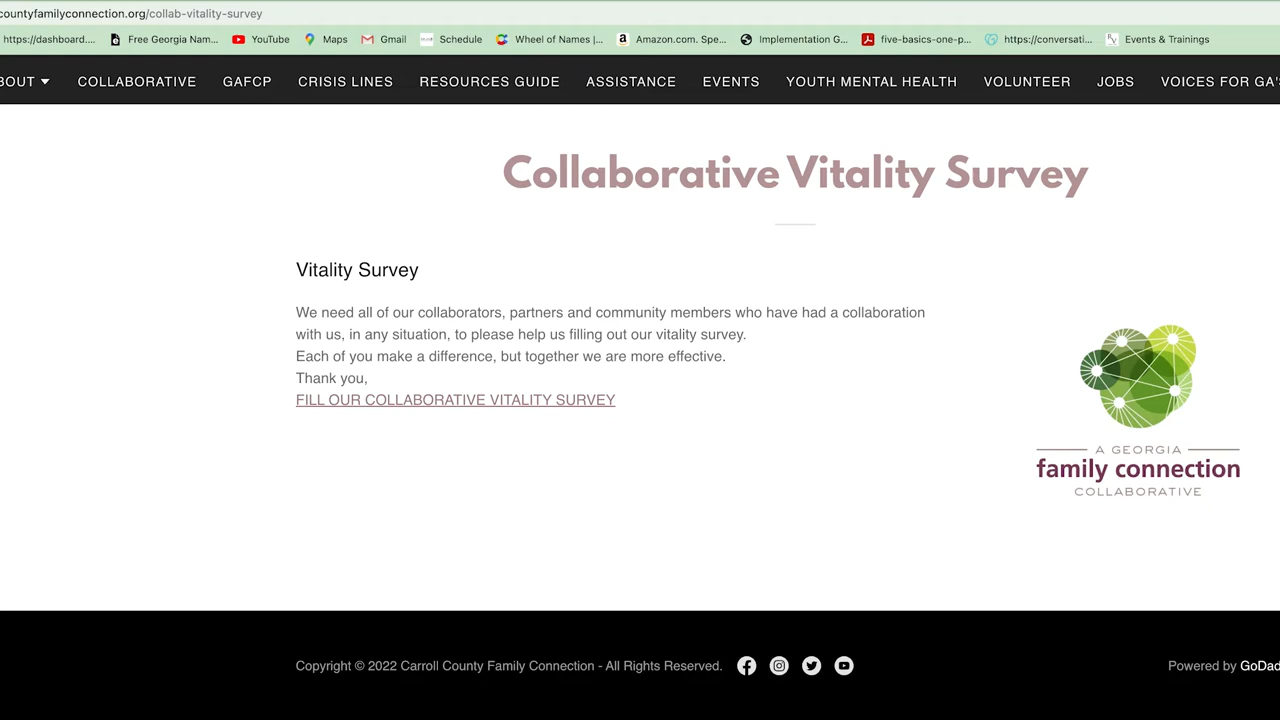 countyfamilyconnection.org/collab-vitality-survey
https://dashboard.... Free Georgia Nam... YouTube Maps Gmail Schedule Wheel of Names |... Amazon.com. Spe... Implementation G... five-basics-one-p... https://conversati... Events & Trainings
BOUT COLLABORATIVE GAFCP CRISIS LINES RESOURCES GUIDE ASSISTANCE EVENTS YOUTH MENTAL HEALTH VOLUNTEER JOBS VOICES FOR GA'
Collaborative Vitality Survey
Vitality Survey
We need all of our collaborators, partners and community members who have had a collaboration
with us, in any situation, to please help us filling out our vitality survey.
Each of you make a difference, but together we are more effective.
Thank you,
FILL OUR COLLABORATIVE VITALITY SURVEY
A GEORGIA
family connection
COLLABORATIVE
Copyright © 2022 Carroll County Family Connection - All Rights Reserved.
Powered by GoDad